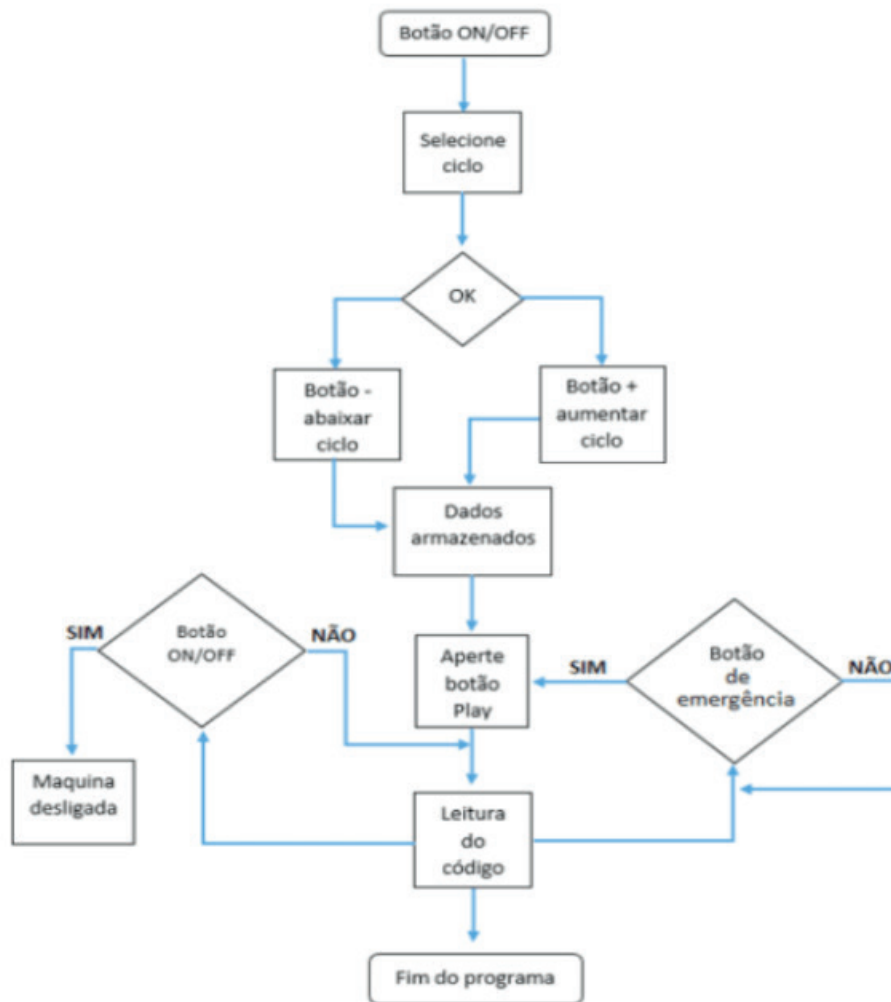 Botão ON/OFF
Selecione
ciclo
OK
Botão -
abaixar
ciclo
Botão +
aumentar
ciclo
Dados
armazenados
SIM
Botão
ON/OFF
NÃO
Aperte
botão
Play
SIM
Botão
de
emergência
NÃO
Maquina
desligada
Leitura
do
código
Fim do programa